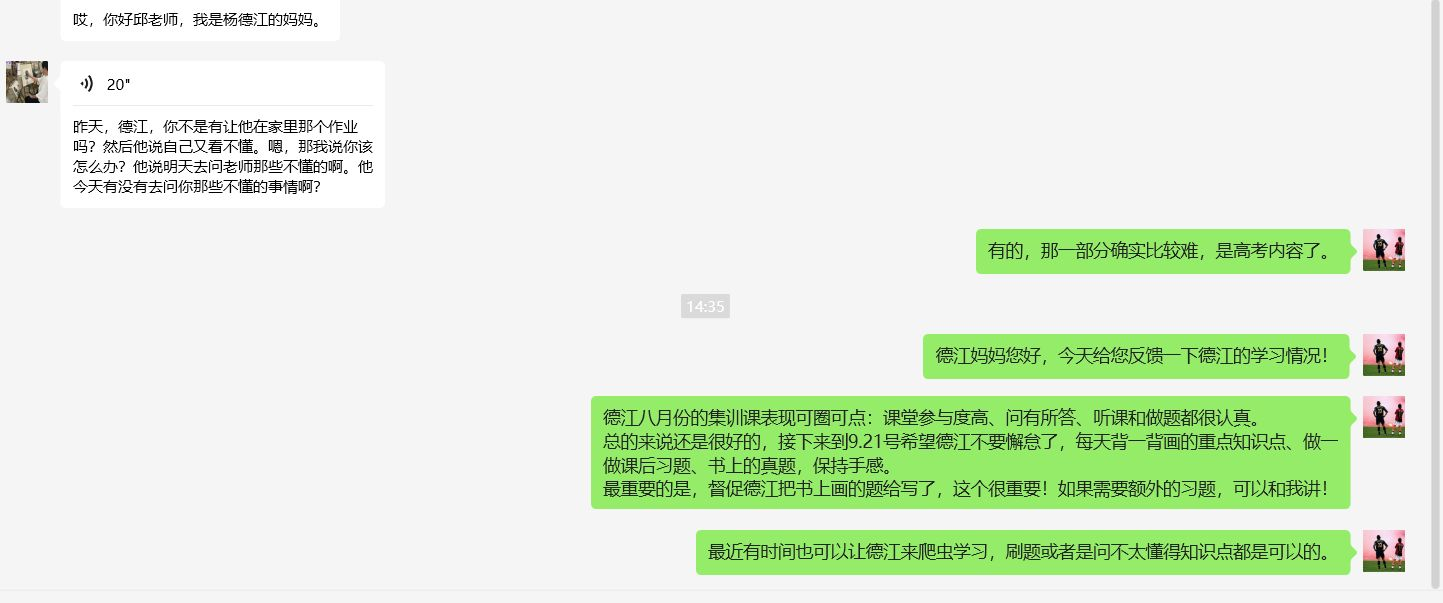 哎，你好邱老师，我是杨德江的妈妈。
20"
昨天，德江，你不是有让他在家里那个作业
吗？然后他说自己又看不懂。嗯，那我说你该
怎么办？他说明天去问老师那些不懂的啊。他
今天有没有去问你那些不懂的事情啊？
有的，那一部分确实比较难，是高考内容了。
14:35
德江妈妈您好，今天给您反馈一下德江的学习情况！
德江八月份的集训课表现可圈可点：课堂参与度高、问有所答、听课和做题都很认真。
总的来说还是很好的，接下来到9.21号希望德江不要懈怠了，每天背一背画的重点知识点、做一
做课后习题、书上的真题，保持手感。
最重要的是，督促德江把书上画的题给写了，这个很重要！如果需要额外的习题，可以和我讲！
最近有时间也可以让德江来爬虫学习，刷题或者是问不太懂得知识点都是可以的。